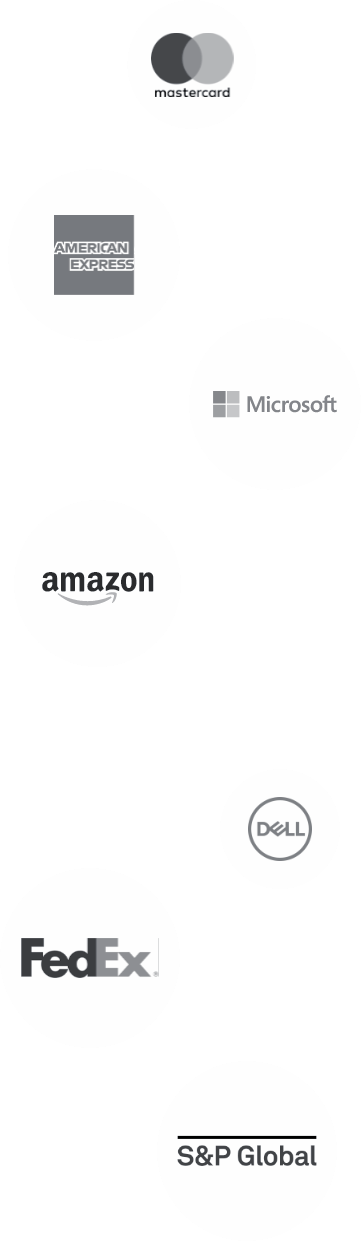 mastercard
AMERICAN
EXPRESS
Microsoft
amazon
DELL
FedEx®
S&P Global